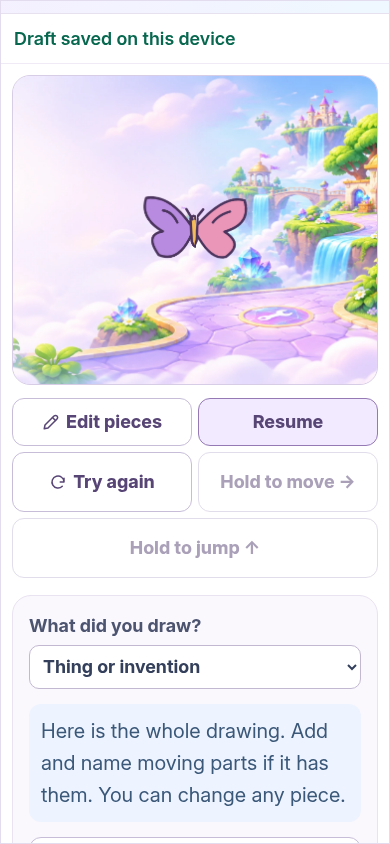 Draft saved on this device
Edit pieces
Resume
Try again
Hold to move →
Hold to jump ↑
What did you draw?
Thing or invention
Here is the whole drawing. Add
and name moving parts if it has
them. You can change any piece.